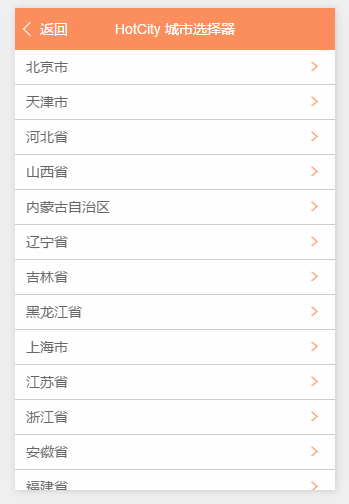 返回 HotCity 城市选择器
北京市
天津市
河北省
山西省
内蒙古自治区
辽宁省
吉林省
黑龙江省
上海市
江苏省
浙江省
安徽省
福建省